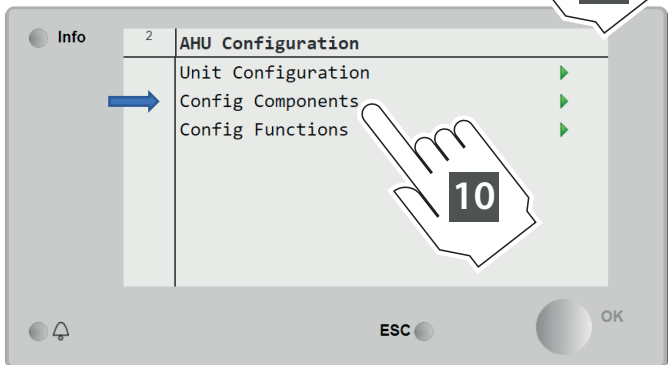 Info
2
AHU Configuration
Unit Configuration
Config Components
Config Functions
10
ESC
OK